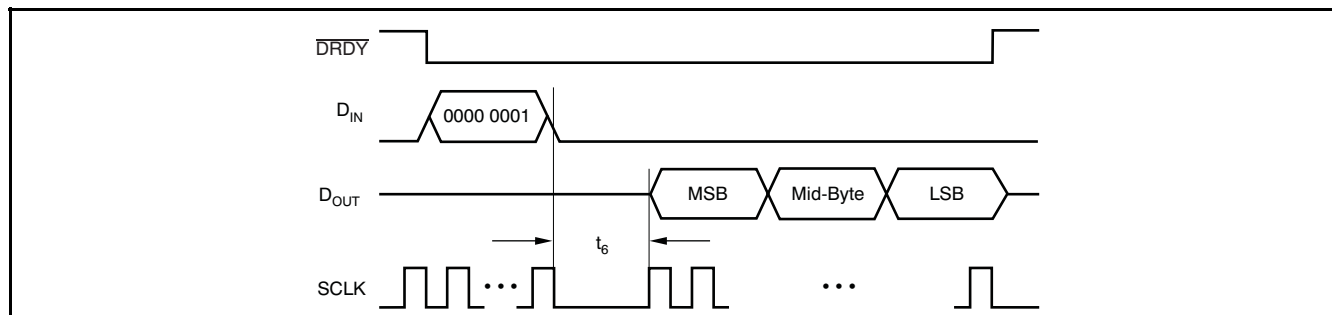 DRDY
DIN
0000 0001
DOUT
MSB
Mid-Byte
LSB
t6
SCLK